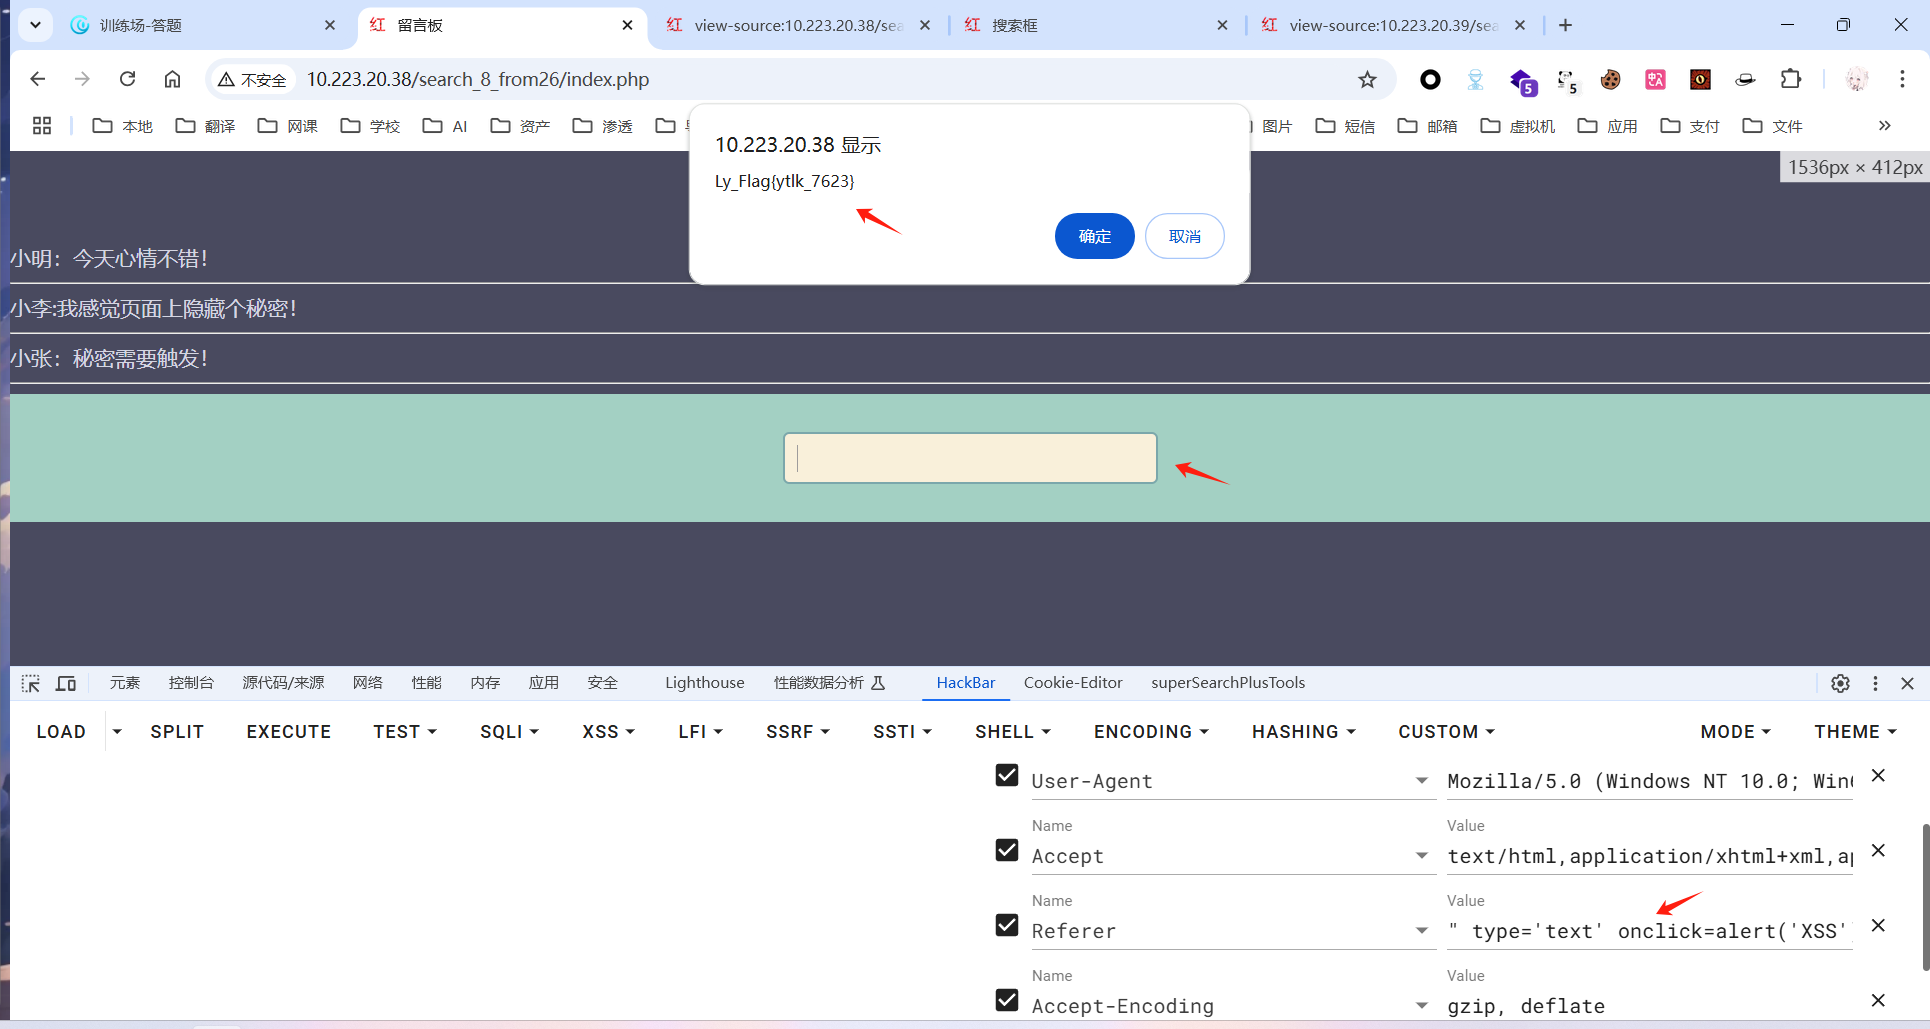 训练场-答题
留言板
view-source:10.223.20.38/sea
搜索框
view-source:10.223.20.39/se
不安全
10.223.20.38/search_8_from26/index.php
5
5
本地
翻译
网课
学校
AI
资产
渗透
图片
短信
邮箱
虚拟机
应用
支付
文件
10.223.20.38 显示
Ly_Flag{ytlk_7623}
确定
取消
1536px × 412px
小明：今天心情不错！
小李:我感觉页面上隐藏个秘密！
小张：秘密需要触发！
元素
控制台
源代码/来源
网络
性能
内存
应用
安全
Lighthouse
性能数据分析
HackBar
Cookie-Editor
superSearchPlusTools
LOAD
SPLIT
EXECUTE
TEST
SQLI
XSS
LFI
SSRF
SSTI
SHELL
ENCODING
HASHING
CUSTOM
MODE
THEME
User-Agent
Mozilla/5.0 (Windows NT 10.0; Win
Name
Value
Accept
text/html,application/xhtml+xml,a
Name
Value
Referer
" type='text' onclick=alert('XSS'
Name
Value
Accept-Encoding
gzip, deflate